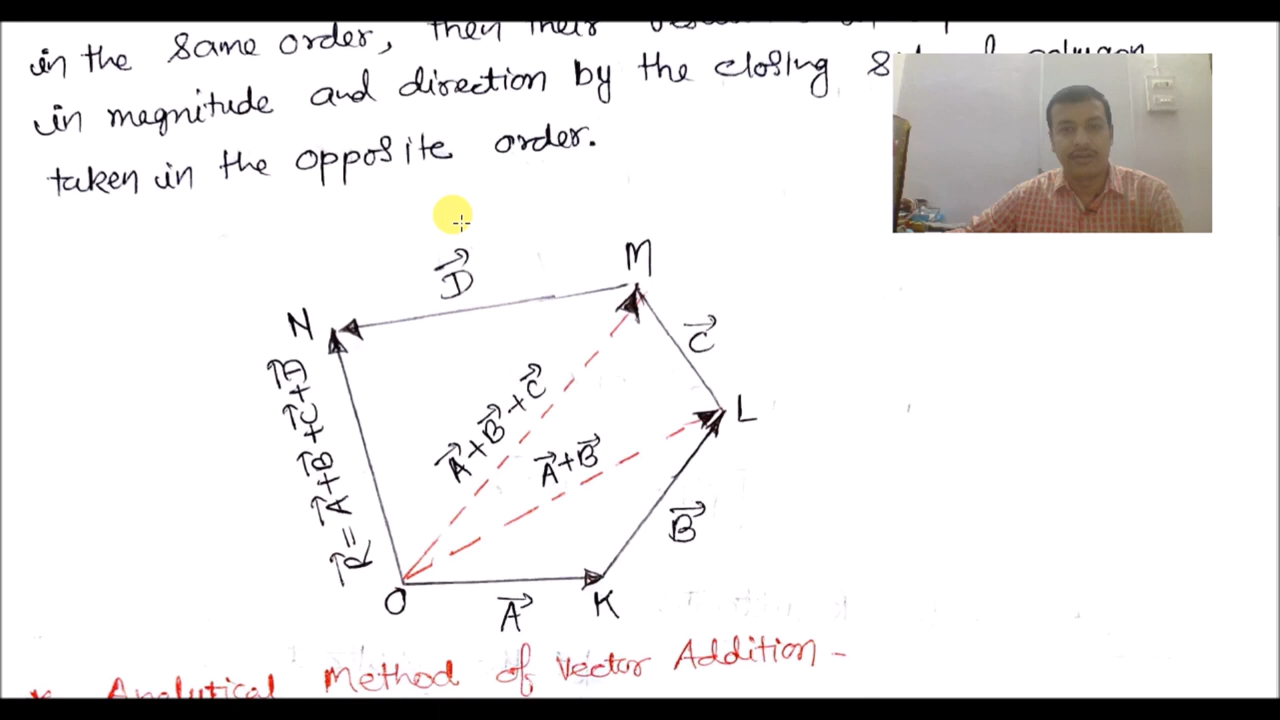 in the same order, then their
in magnitude and direction by the closing
taken in the opposite order.
M
D⃗
N
C⃗
L
A⃗+B⃗+C⃗
A⃗+B⃗
R⃗=A⃗+B⃗+C⃗+D⃗
B⃗
O
A⃗
K
* Analytical Method of Vector Addition -